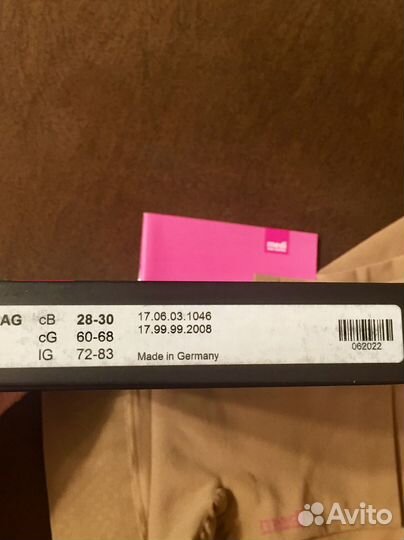 medi
AG cB 28-30 17.06.03.1046
cG 60-68 17.99.99.2008
IG 72-83 Made in Germany
062022
Avito